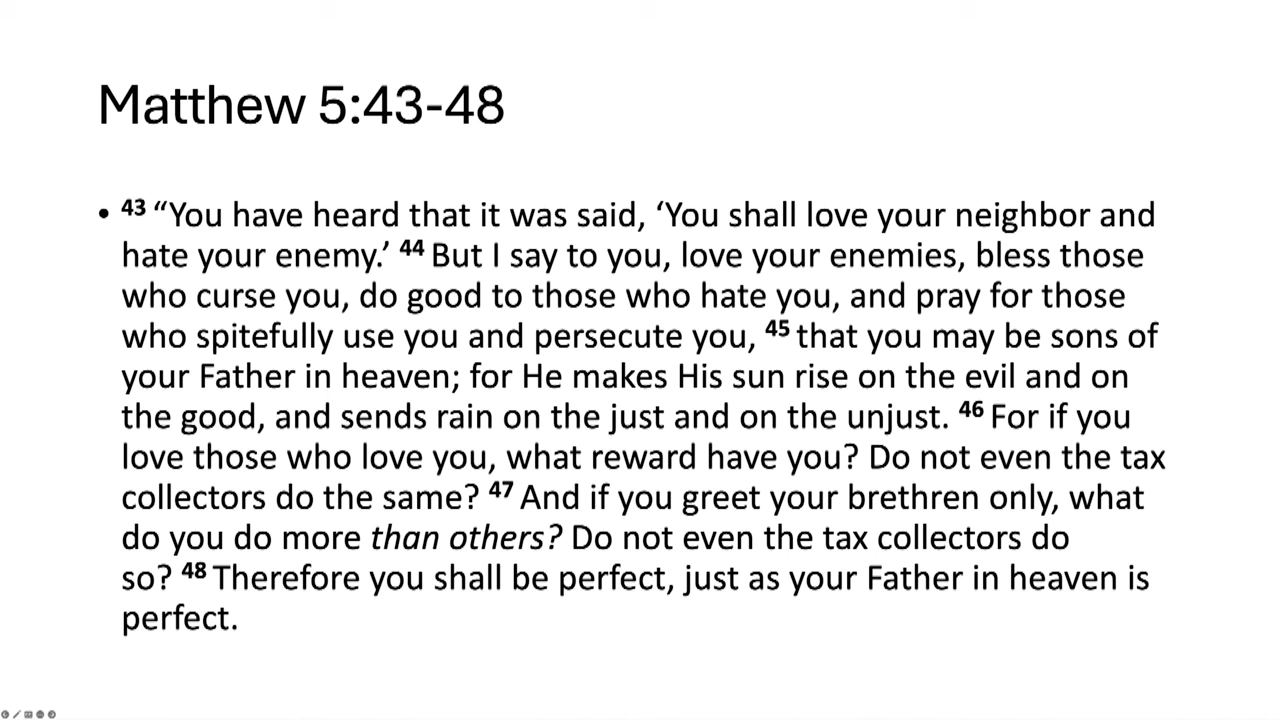 Matthew 5:43-48
• 43 “You have heard that it was said, ‘You shall love your neighbor and
hate your enemy.’ 44 But I say to you, love your enemies, bless those
who curse you, do good to those who hate you, and pray for those
who spitefully use you and persecute you, 45 that you may be sons of
your Father in heaven; for He makes His sun rise on the evil and on
the good, and sends rain on the just and on the unjust. 46 For if you
love those who love you, what reward have you? Do not even the tax
collectors do the same? 47 And if you greet your brethren only, what
do you do more than others? Do not even the tax collectors do
so? 48 Therefore you shall be perfect, just as your Father in heaven is
perfect.